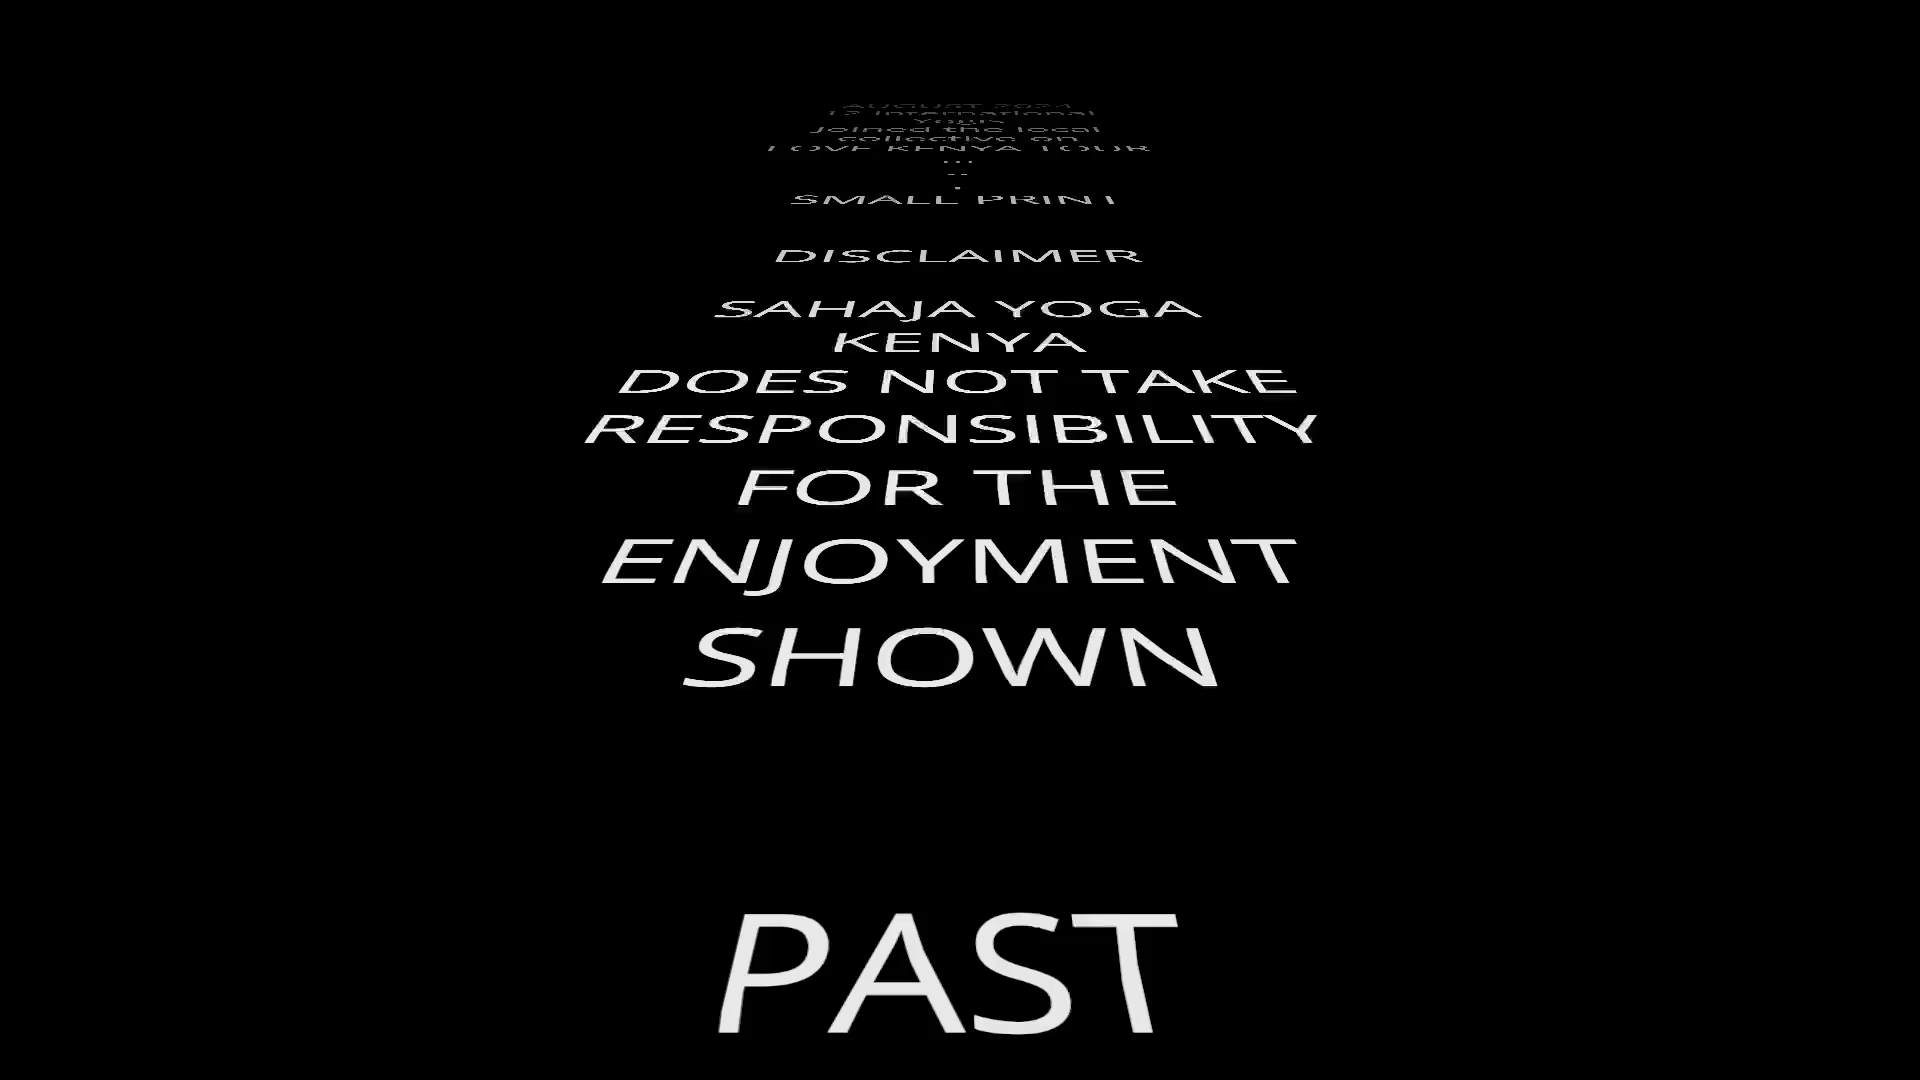 AUGUST 2024
12 International
Yogis
Joined the local
collective on
LOVE KENYA TOUR
...
--
.
SMALL PRINT
DISCLAIMER
SAHAJA YOGA
KENYA
DOES NOT TAKE
RESPONSIBILITY
FOR THE
ENJOYMENT
SHOWN
PAST